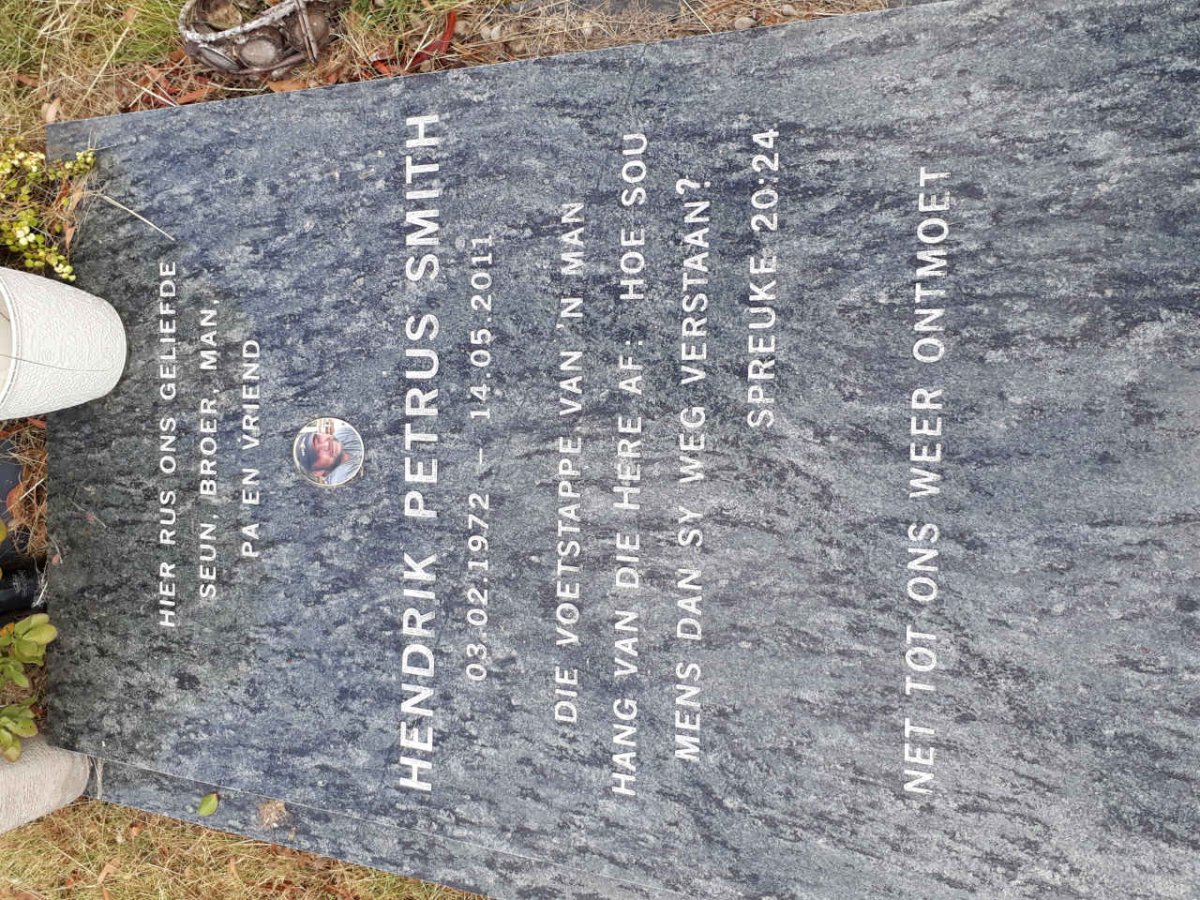 HIER RUS ONS GELIEFDE
SEUN, BROER, MAN,
PA EN VRIEND
HENDRIK PETRUS SMITH
03.02.1972 – 14.05.2011
DIE VOETSTAPPE VAN 'N MAN
HANG VAN DIE HERE AF: HOE SOU
MENS DAN SY WEG VERSTAAN?
SPREUKE 20:24
NET TOT ONS WEER ONTMOET